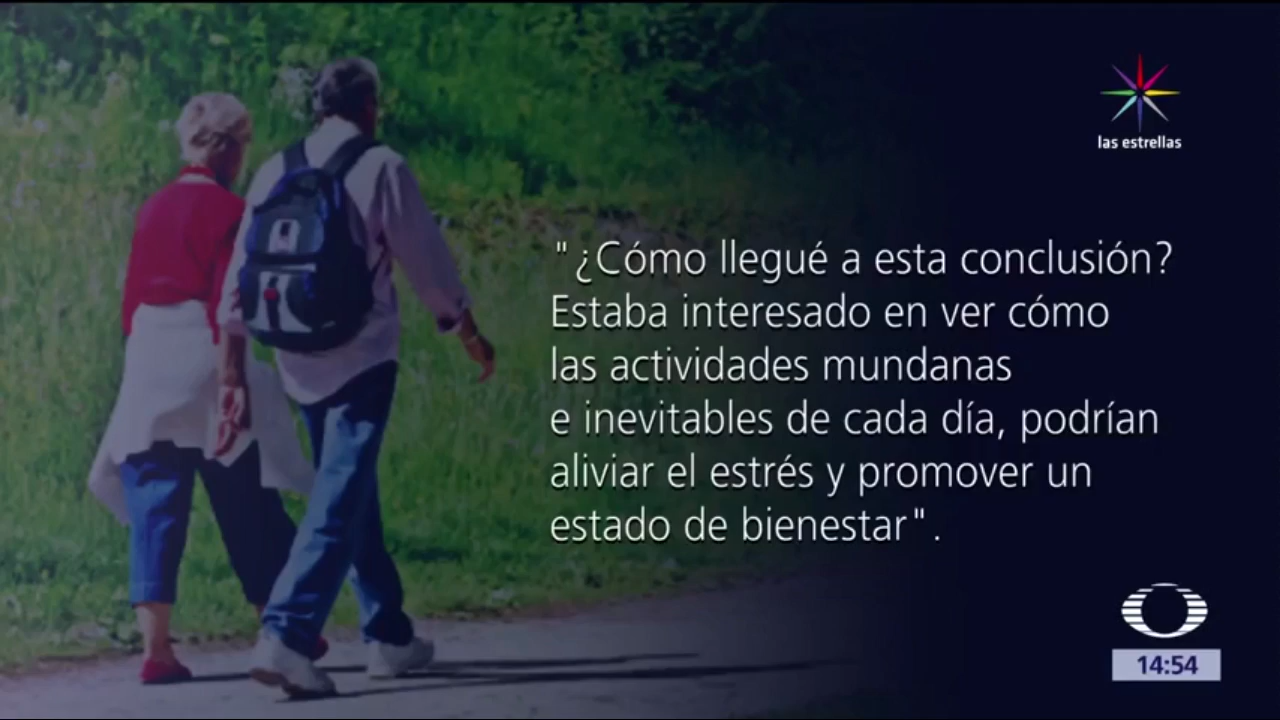 las estrellas
"¿Cómo llegué a esta conclusión?
Estaba interesado en ver cómo
las actividades mundanas
e inevitables de cada día, podrían
aliviar el estrés y promover un
estado de bienestar".
14:54